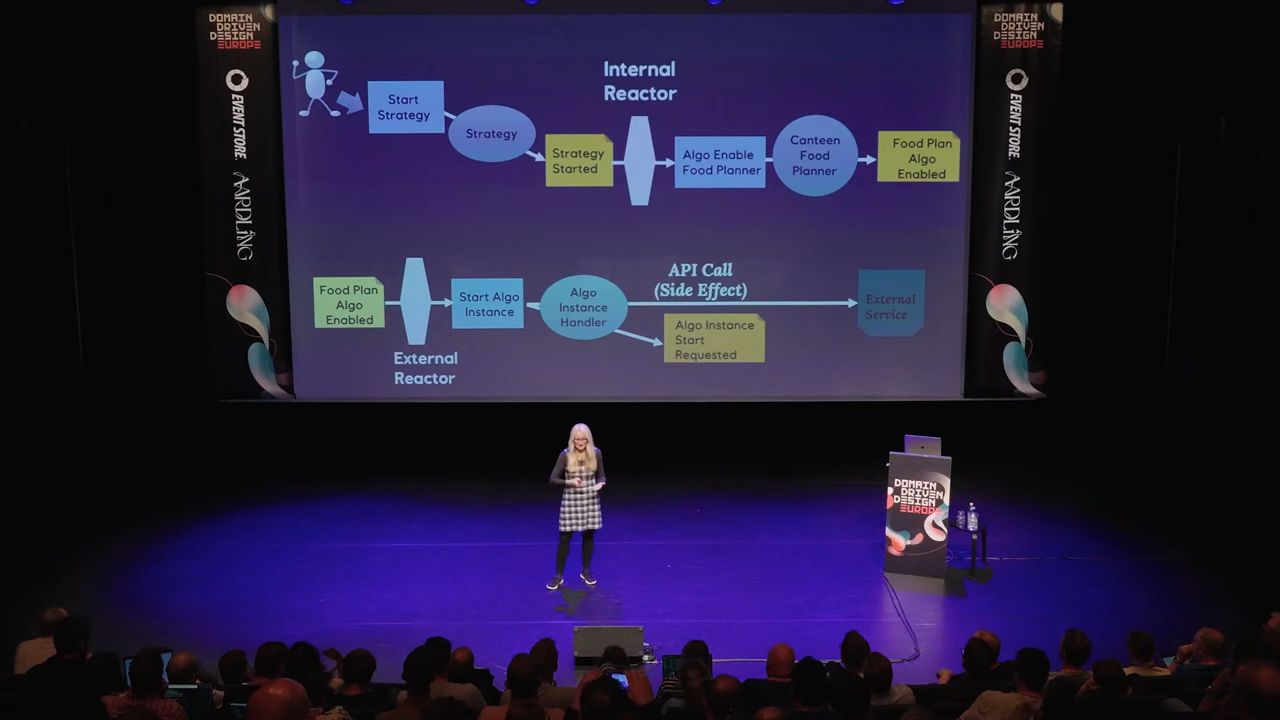 DOMAIN
DRIVEN
DESIGN
EUROPE
EVENT STORE.
AARDLING
Internal
Reactor
Start
Strategy
Strategy
Strategy
Started
Algo Enable
Food Planner
Canteen
Food
Planner
Food Plan
Algo
Enabled
Food Plan
Algo
Enabled
External
Reactor
Start Algo
Instance
Algo
Instance
Handler
API Call
(Side Effect)
Algo Instance
Start
Requested
External
Service
DOMAIN
DRIVEN
DESIGN
EUROPE
EVENT STORE.
AARDLING
DOMAIN
DRIVEN
DESIGN
EUROPE